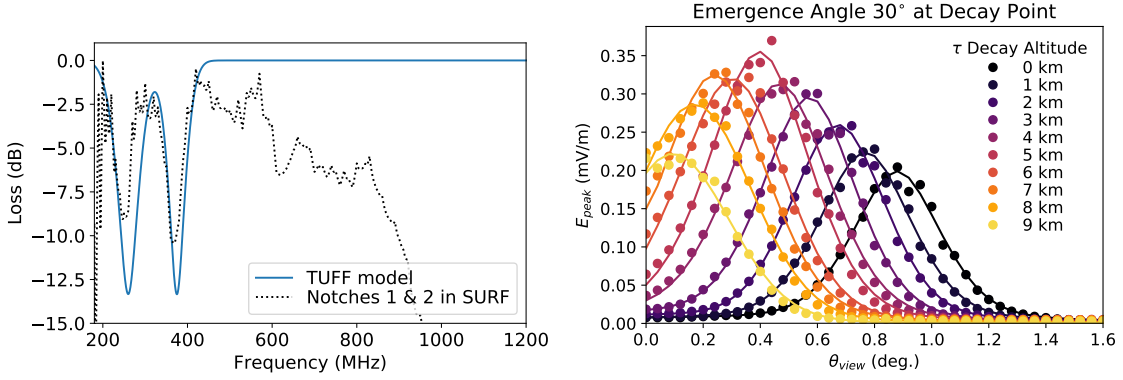 0.0
−2.5
−5.0
−7.5
−10.0
−12.5
−15.0
Loss (dB)
200 400 600 800 1000 1200
Frequency (MHz)
TUFF model
Notches 1 & 2 in SURF
Emergence Angle 30° at Decay Point
0.35
0.30
0.25
0.20
0.15
0.10
0.05
0.00
E_peak (mV/m)
0.0 0.2 0.4 0.6 0.8 1.0 1.2 1.4 1.6
θ_view (deg.)
τ Decay Altitude
0 km
1 km
2 km
3 km
4 km
5 km
6 km
7 km
8 km
9 km